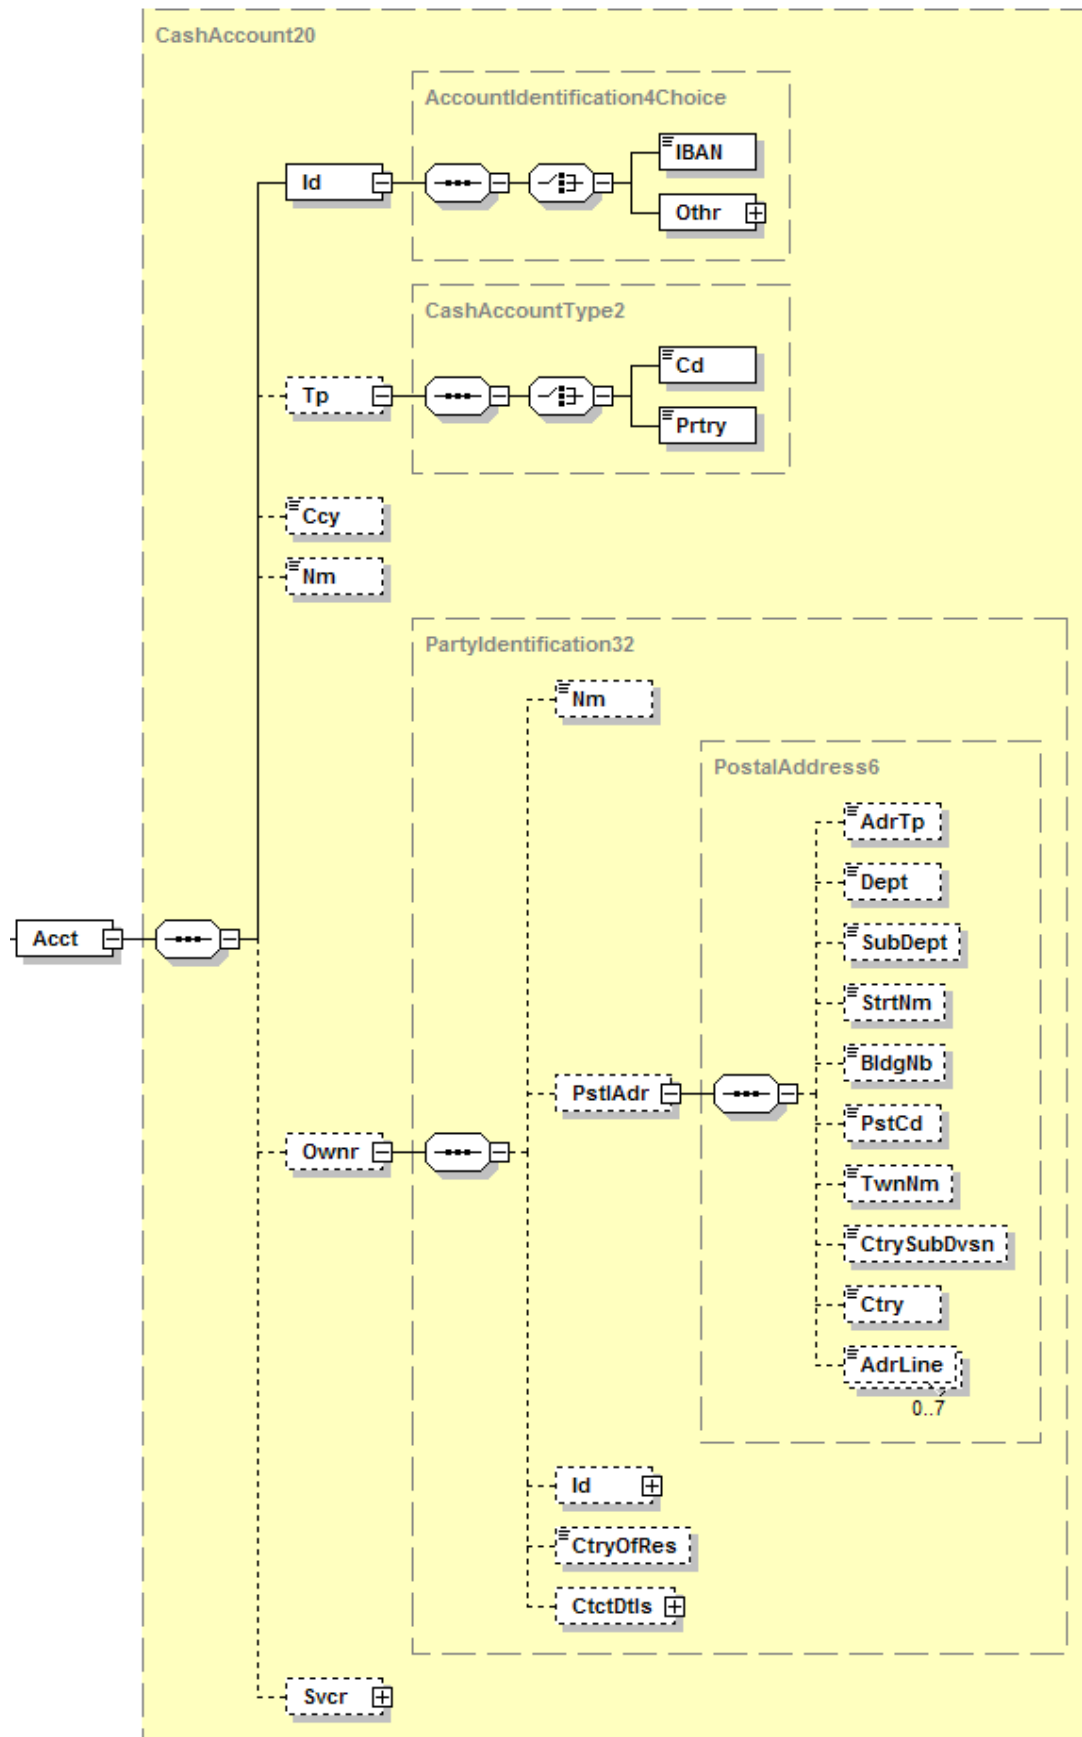 CashAccount20
AccountIdentification4Choice
IBAN
Id
Othr
CashAccountType2
Cd
Tp
Prtry
Ccy
Nm
PartyIdentification32
Nm
PostalAddress6
AdrTp
Dept
SubDept
Acct
StrtNm
BldgNb
PstlAdr
PstCd
Ownr
TwnNm
CtrySubDvsn
Ctry
AdrLine
0..7
Id
CtryOfRes
CtctDtls
Svcr